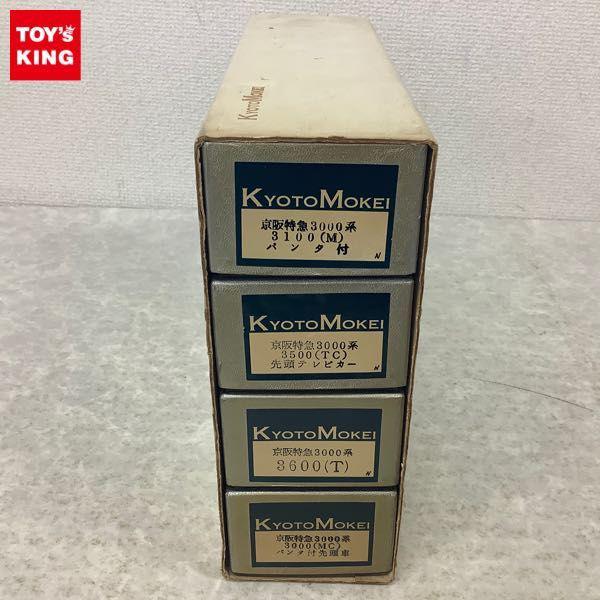 TOY's
KING
KYOTOMOKEI
KYOTOMOKEI
京阪特急3000系
3100(M)
パンタ付
N
KYOTOMOKEI
京阪特急3000系
3500(TC)
先頭テレビカー
N
KYOTOMOKEI
京阪特急3000系
3600(T)
N
KYOTOMOKEI
京阪特急3000系
3000(MC)
パンタ付先頭車